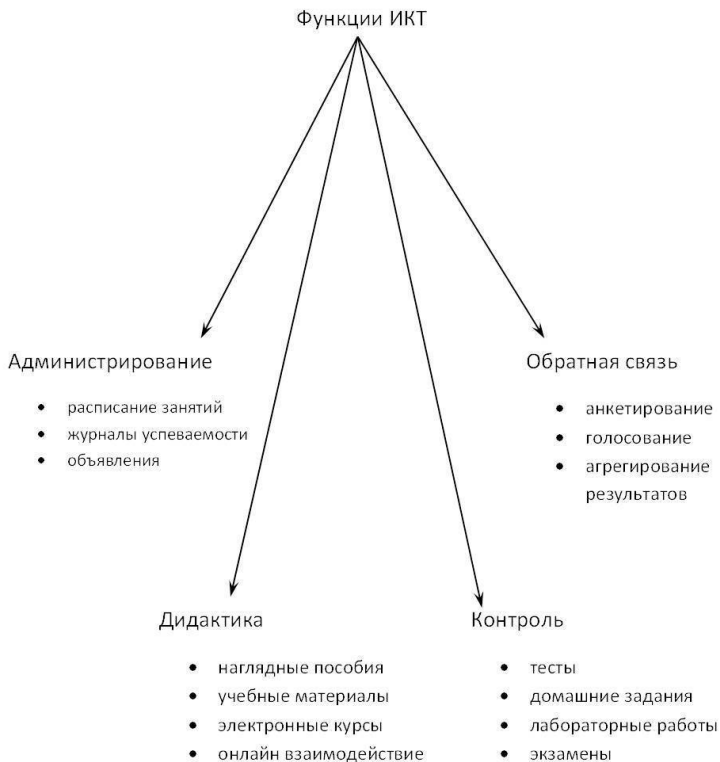 Функции ИКТ
Администрирование
• расписание занятий
• журналы успеваемости
• объявления
Обратная связь
• анкетирование
• голосование
• агрегирование
результатов
Дидактика
• наглядные пособия
• учебные материалы
• электронные курсы
• онлайн взаимодействие
Контроль
• тесты
• домашние задания
• лабораторные работы
• экзамены